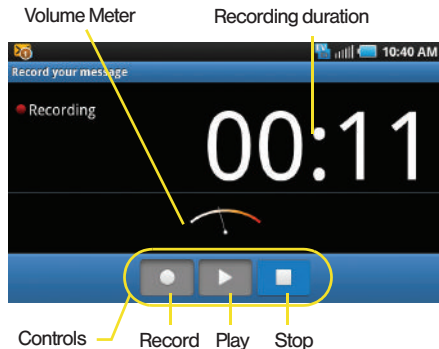 Volume Meter Recording duration
10:40 AM
Record your message
Recording
00:11
Controls Record Play Stop